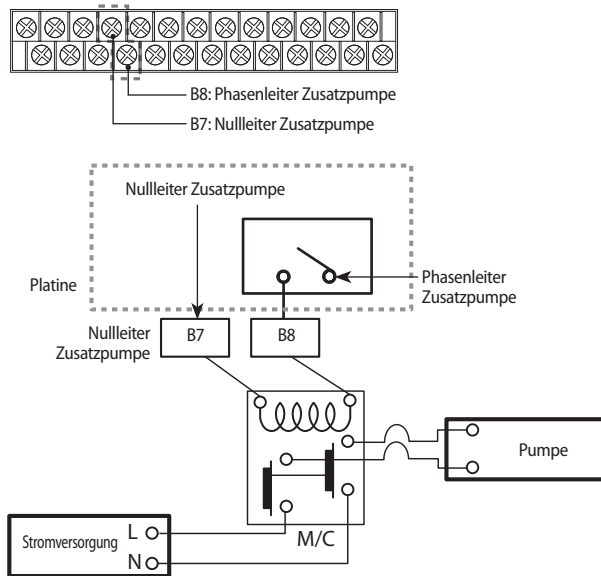 B8: Phasenleiter Zusatzpumpe
B7: Nullleiter Zusatzpumpe
Nullleiter Zusatzpumpe
Platine
Phasenleiter
Zusatzpumpe
Nullleiter
Zusatzpumpe
B7
B8
Pumpe
Stromversorgung
L
N
M/C